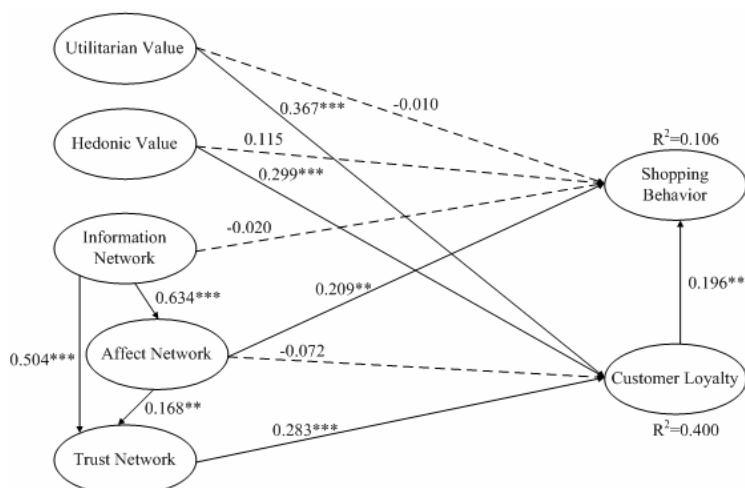 Utilitarian Value
0.367***
-0.010
Hedonic Value
0.115
0.299***
R²=0.106
Shopping
Behavior
Information
Network
-0.020
0.634***
0.209**
0.196**
0.504***
Affect Network
-0.072
Customer Loyalty
0.168**
0.283***
R²=0.400
Trust Network